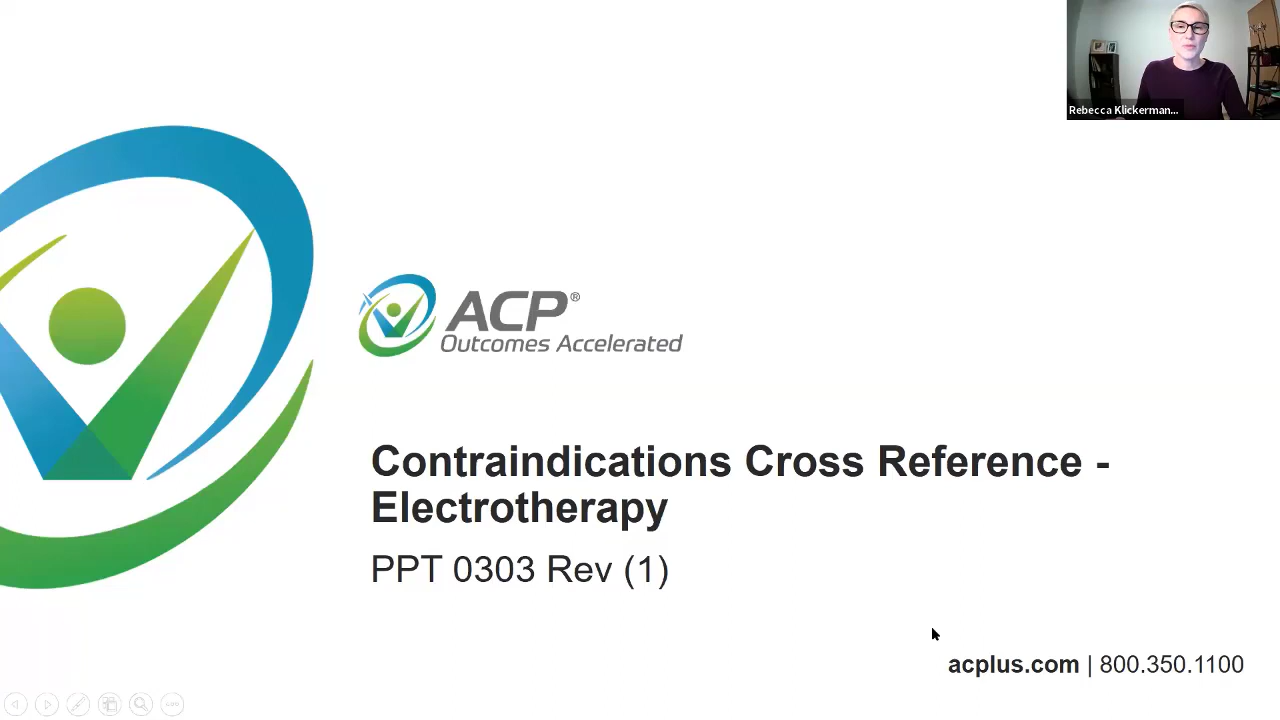 Rebecca Klickerman...
ACP®
Outcomes Accelerated
Contraindications Cross Reference -
Electrotherapy
PPT 0303 Rev (1)
acplus.com | 800.350.1100